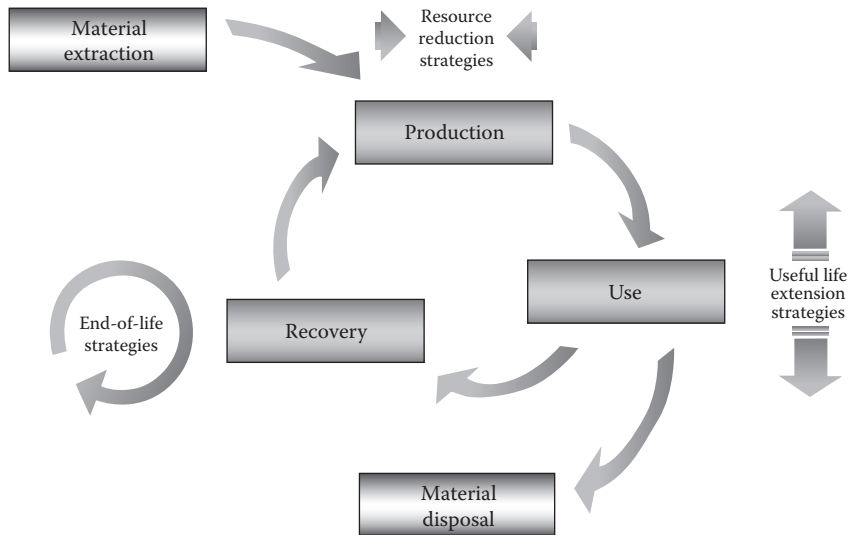 Material
extraction
Resource
reduction
strategies
Production
Use
Useful life
extension
strategies
End-of-life
strategies
Recovery
Material
disposal